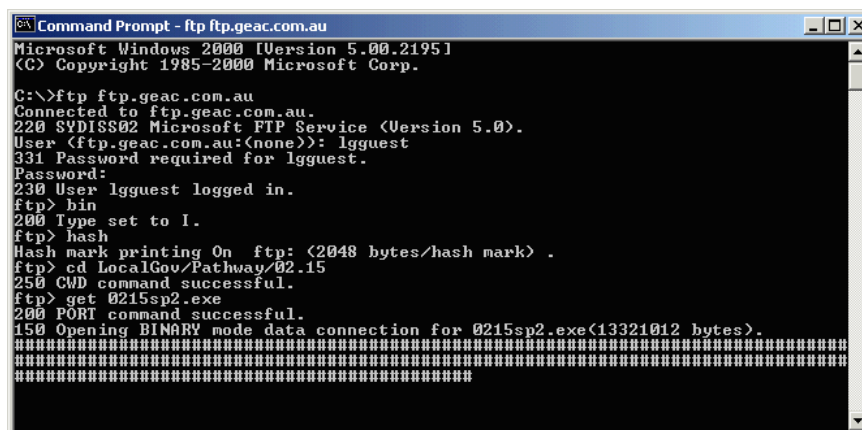 Command Prompt - ftp ftp.geac.com.au
Microsoft Windows 2000 [Version 5.00.2195]
(C) Copyright 1985-2000 Microsoft Corp.
C:\>ftp ftp.geac.com.au
Connected to ftp.geac.com.au.
220 SYDISS02 Microsoft FTP Service (Version 5.0).
User (ftp.geac.com.au:(none)): lgguest
331 Password required for lgguest.
Password:
230 User lgguest logged in.
ftp> bin
200 Type set to I.
ftp> hash
Hash mark printing On  ftp: (2048 bytes/hash mark) .
ftp> cd LocalGov/Pathway/02.15
250 CWD command successful.
ftp> get 0215sp2.exe
200 PORT command successful.
150 Opening BINARY mode data connection for 0215sp2.exe(13321012 bytes).
################################################################################
################################################################################
############################################